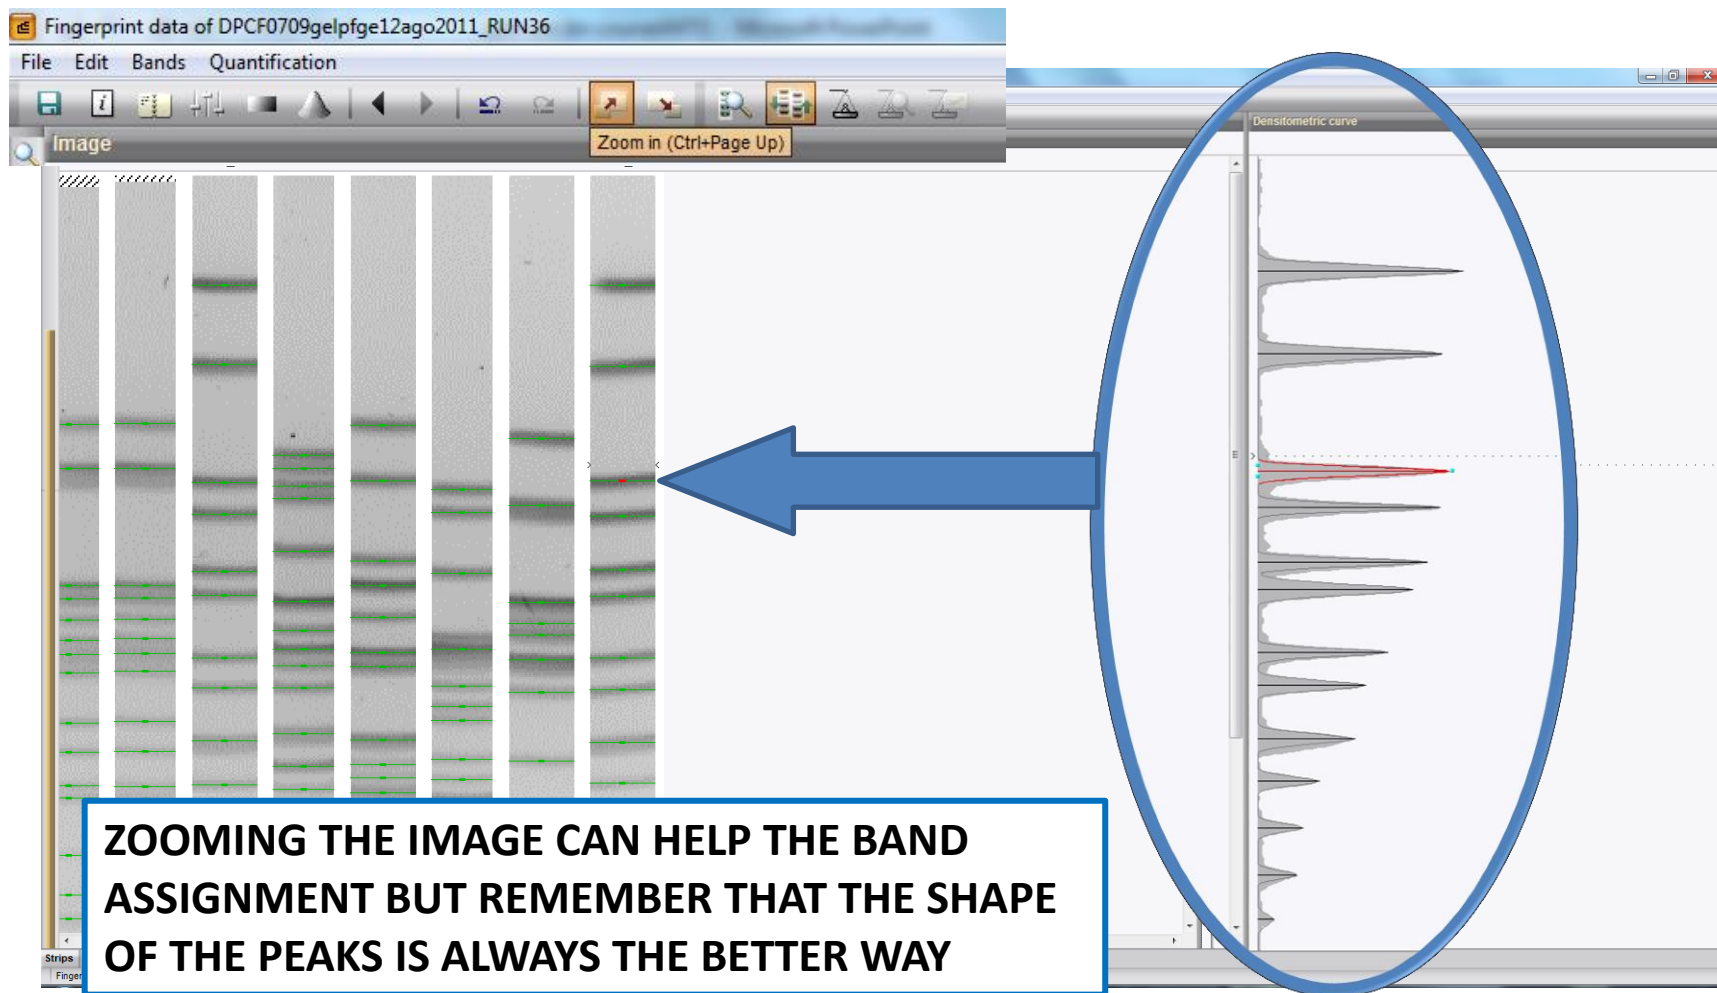 Fingerprint data of DPCF0709gelpfge12ago2011_RUN36
File Edit Bands Quantification
Zoom in (Ctrl+Page Up)
Image
Densitometric curve
ZOOMING THE IMAGE CAN HELP THE BAND
ASSIGNMENT BUT REMEMBER THAT THE SHAPE
OF THE PEAKS IS ALWAYS THE BETTER WAY
Strips